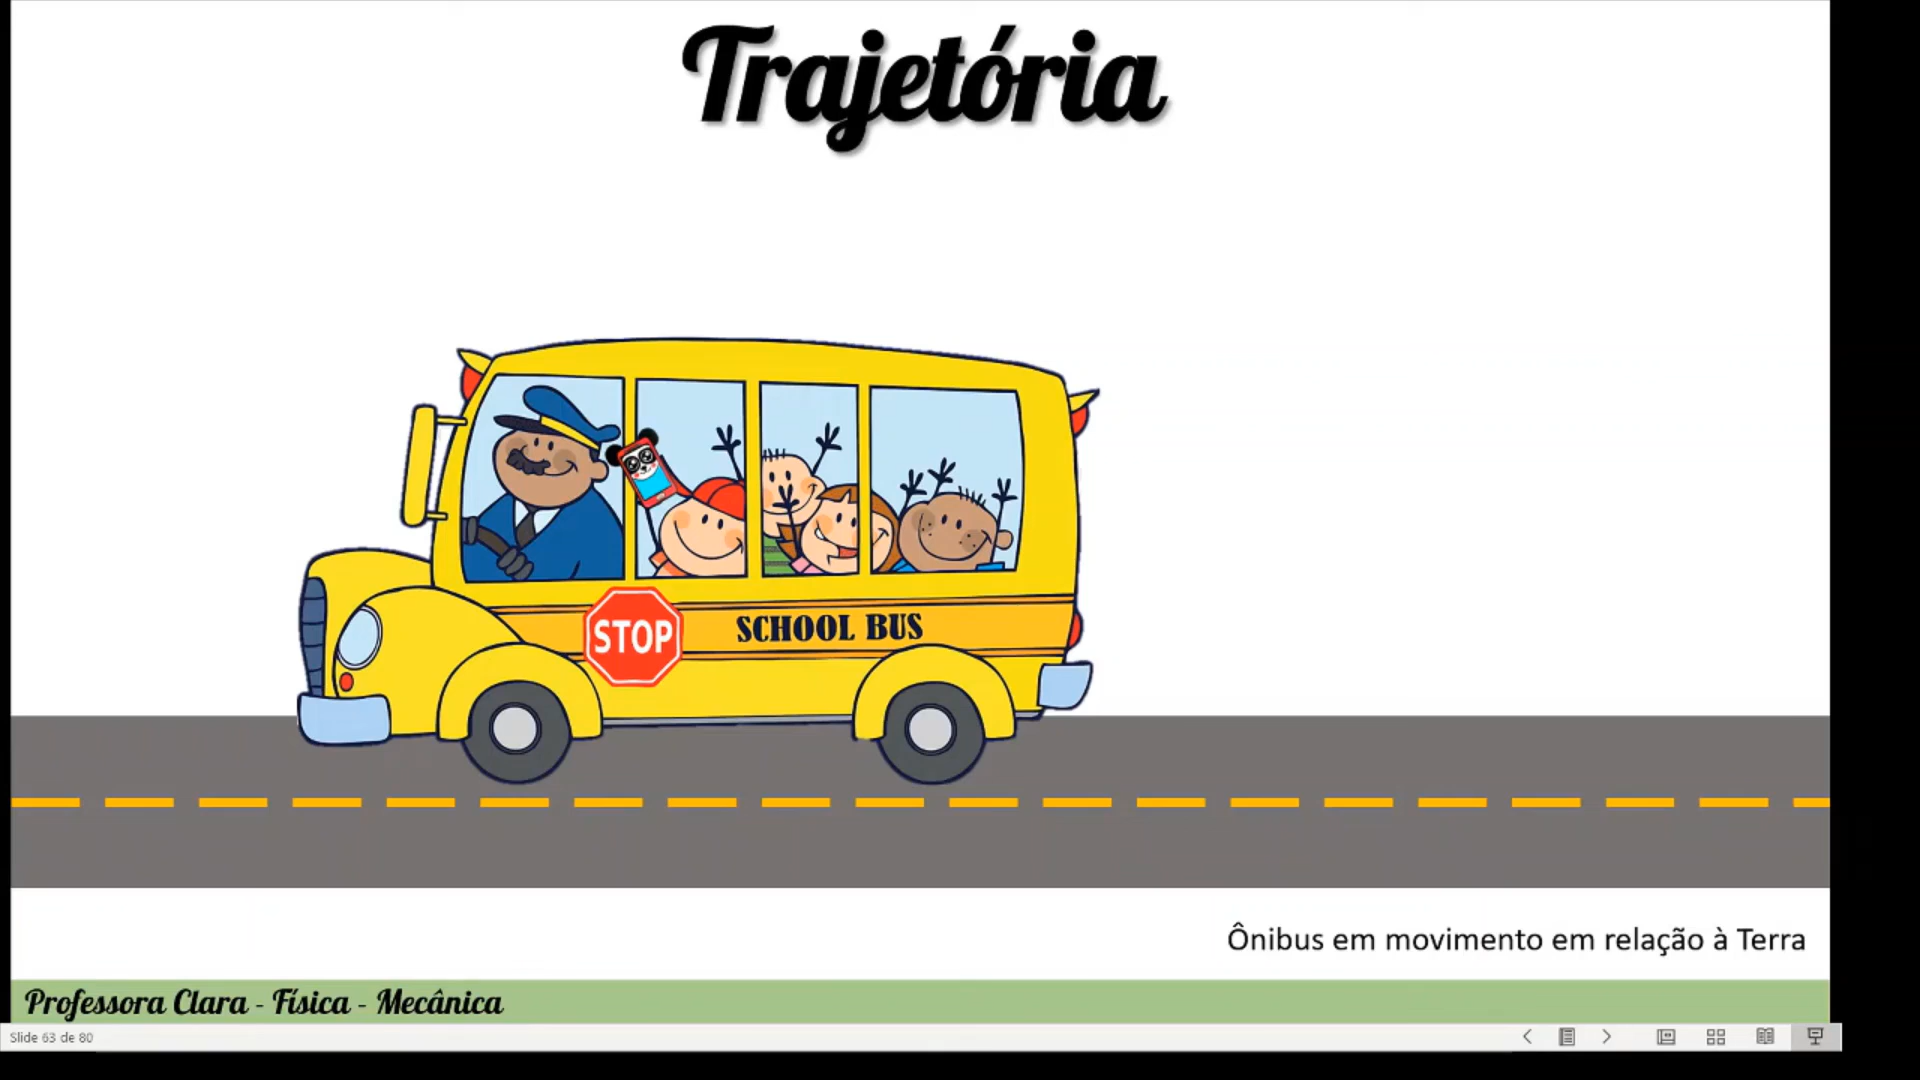 Trajetória
STOP
SCHOOL BUS
Ônibus em movimento em relação à Terra
Professora Clara - Física - Mecânica
Slide 63 de 80